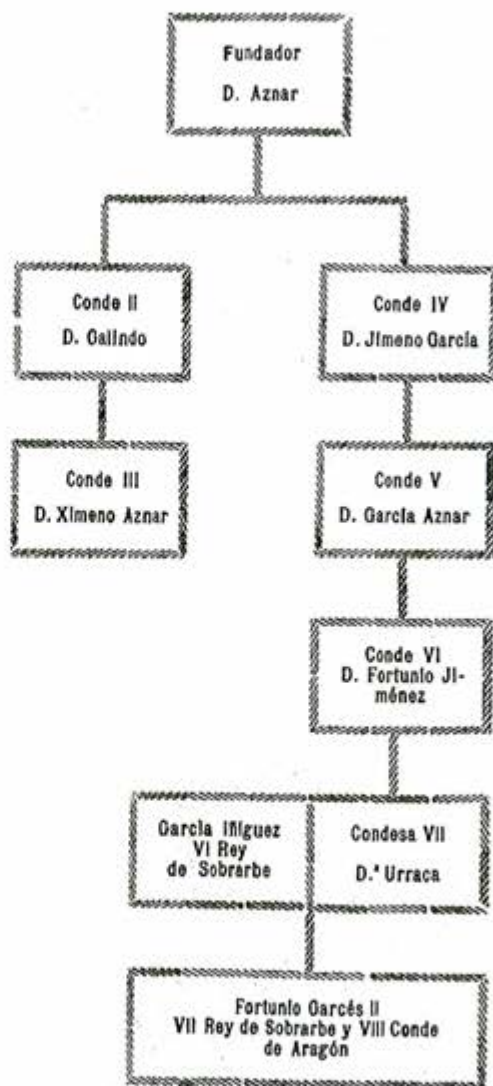 Fundador
D. Aznar
Conde II
D. Galindo
Conde IV
D. Jimeno García
Conde III
D. Ximeno Aznar
Conde V
D. García Aznar
Conde VI
D. Fortunio Ji-
ménez
García Iñiguez
VI Rey
de Sobrarbe
Condesa VII
D.ª Urraca
Fortunio Garcés II
VII Rey de Sobrarbe y VIII Conde
de Aragón